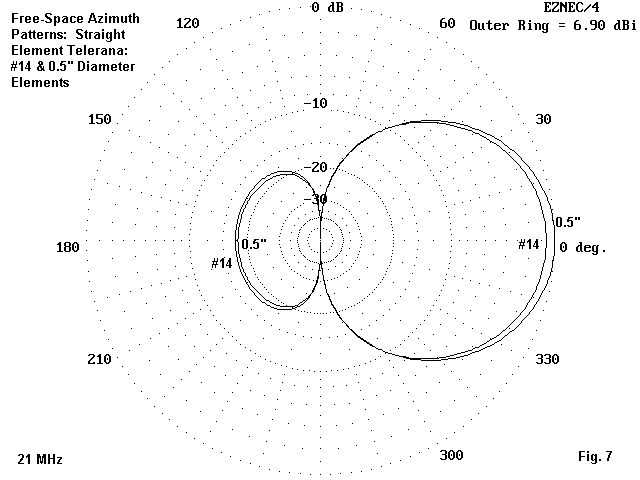 Free-Space Azimuth
Patterns: Straight
Element Telerana:
#14 & 0.5" Diameter
Elements
0 dB
EZNEC/4
Outer Ring = 6.90 dBi
120
60
-10
150
30
-20
-30
0.5"
0.5"
180
#14
0 deg.
#14
210
330
300
21 MHz
Fig. 7